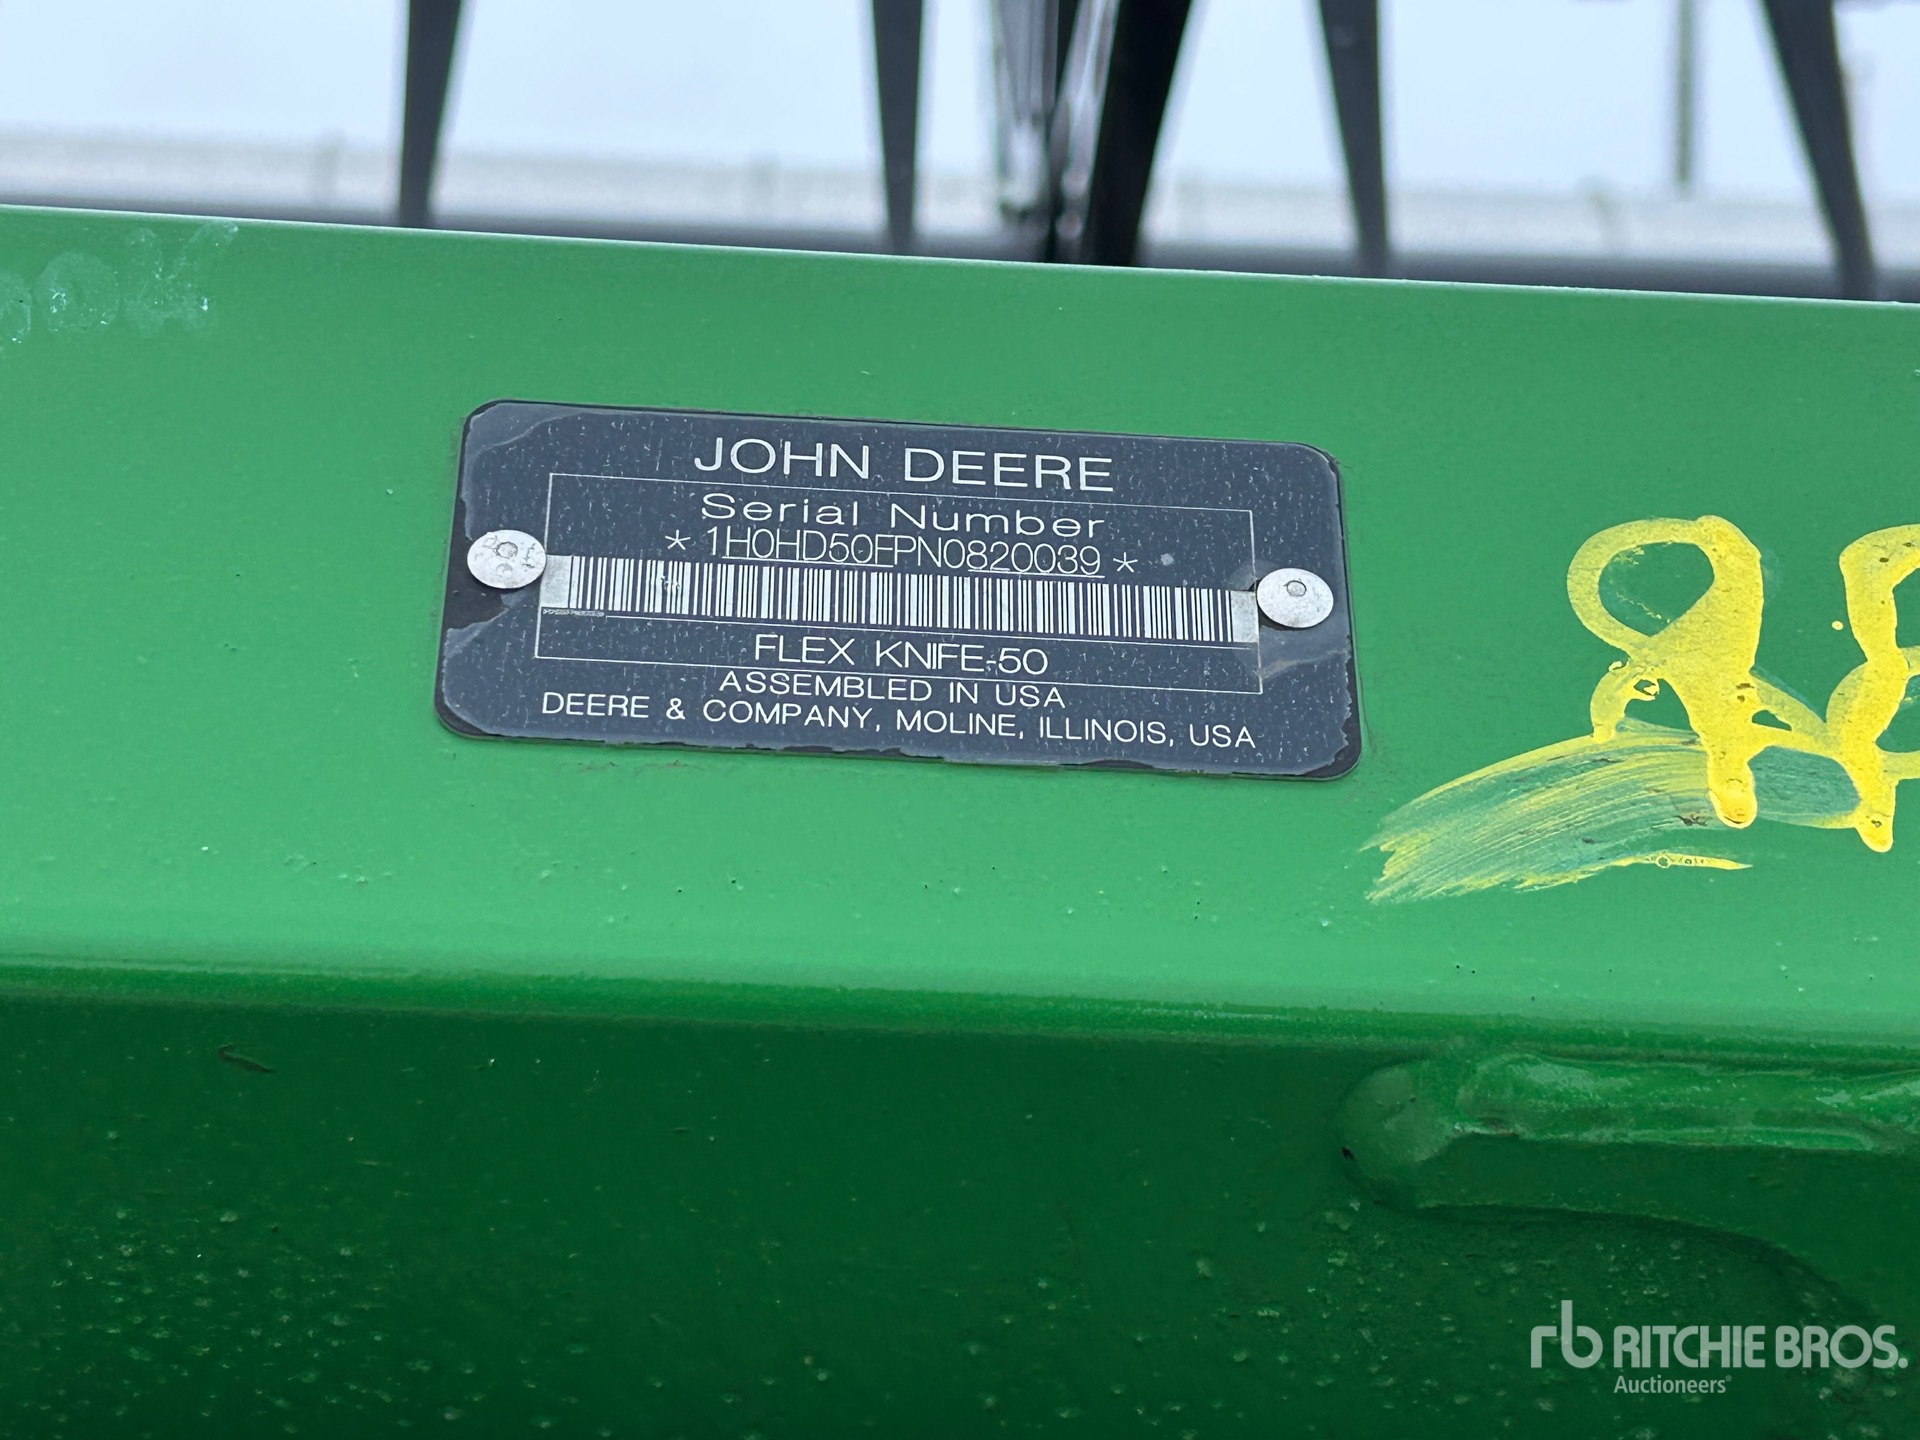 JOHN DEERE
Serial Number
*1H0HD50FPN0820039*
FLEX KNIFE-50
ASSEMBLED IN USA
DEERE & COMPANY, MOLINE, ILLINOIS, USA
rb RITCHIE BROS.
Auctioneers